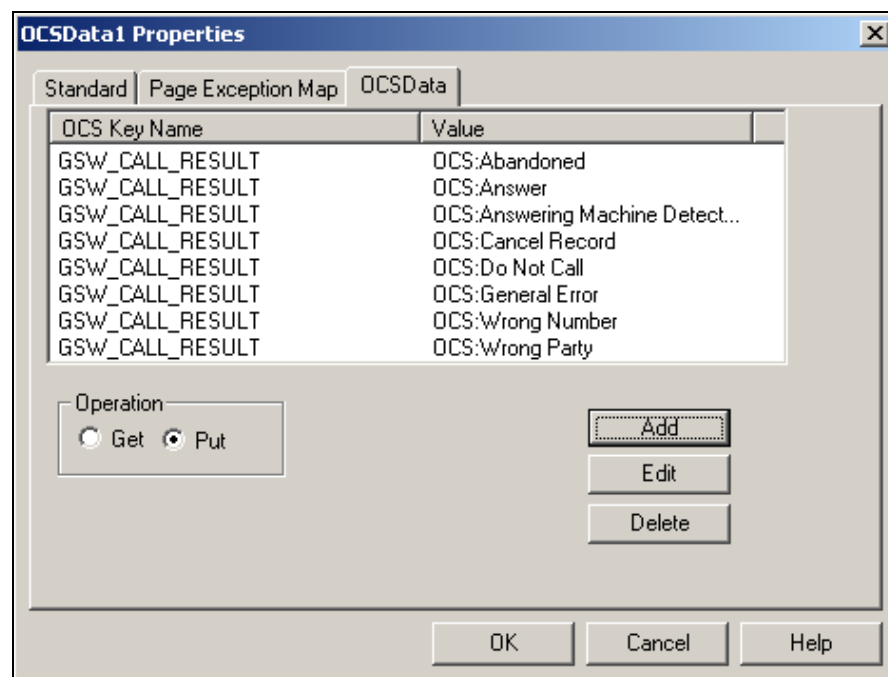 OCSData1 Properties
Standard Page Exception Map OCSData
OCS Key Name Value
GSW_CALL_RESULT OCS:Abandoned
GSW_CALL_RESULT OCS:Answer
GSW_CALL_RESULT OCS:Answering Machine Detect...
GSW_CALL_RESULT OCS:Cancel Record
GSW_CALL_RESULT OCS:Do Not Call
GSW_CALL_RESULT OCS:General Error
GSW_CALL_RESULT OCS:Wrong Number
GSW_CALL_RESULT OCS:Wrong Party
Operation
Get Put
Add
Edit
Delete
OK Cancel Help